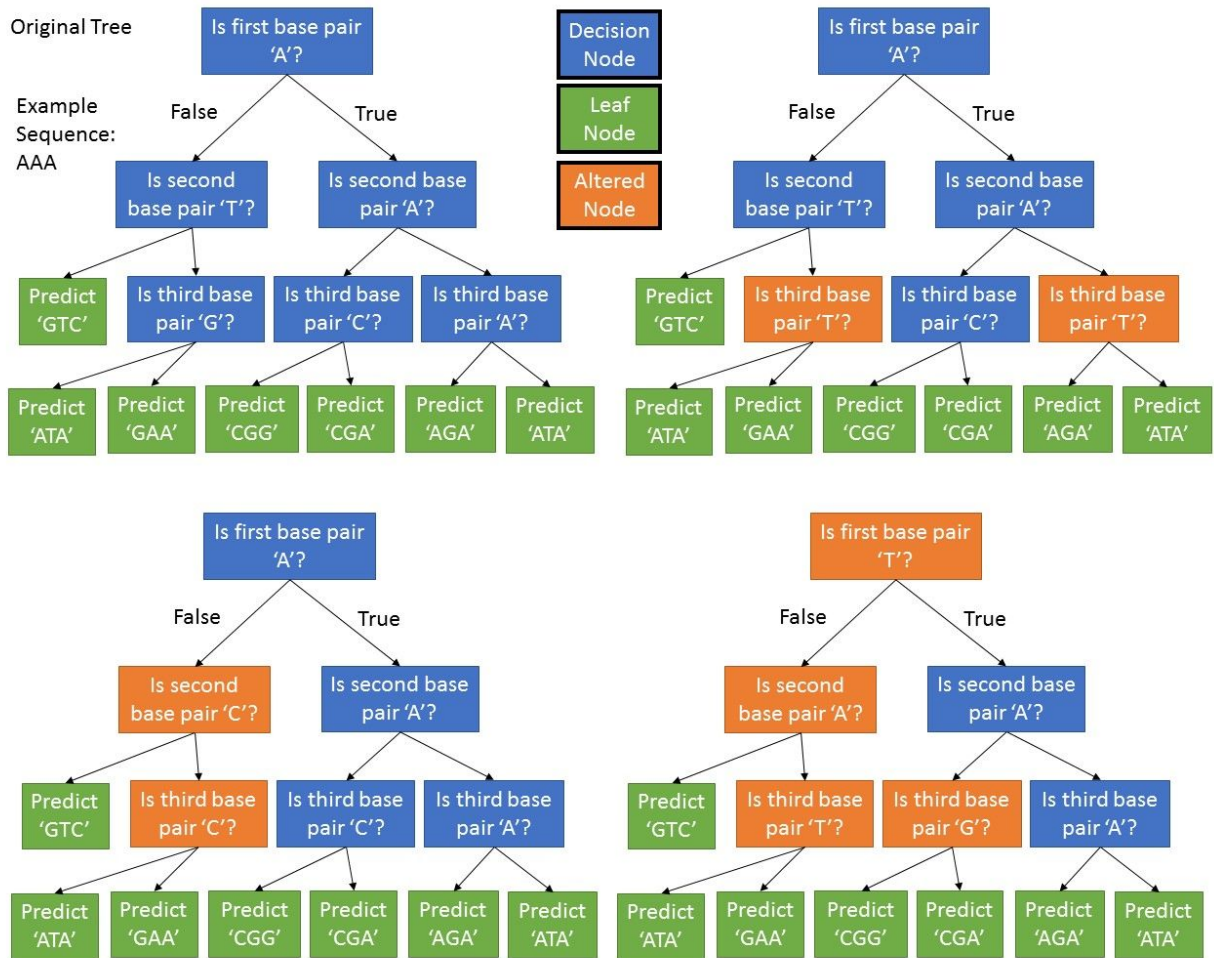 Original Tree
Example
Sequence:
AAA
Is first base pair
‘A’?
False
True
Is second
base pair ‘T’?
Is second base
pair ‘A’?
Predict
‘GTC’
Is third base
pair ‘G’?
Is third base
pair ‘C’?
Is third base
pair ‘A’?
Predict
‘ATA’
Predict
‘GAA’
Predict
‘CGG’
Predict
‘CGA’
Predict
‘AGA’
Predict
‘ATA’
Decision
Node
Leaf
Node
Altered
Node
Is first base pair
‘A’?
False
True
Is second
base pair ‘T’?
Is second base
pair ‘A’?
Predict
‘GTC’
Is third base
pair ‘T’?
Is third base
pair ‘C’?
Is third base
pair ‘T’?
Predict
‘ATA’
Predict
‘GAA’
Predict
‘CGG’
Predict
‘CGA’
Predict
‘AGA’
Predict
‘ATA’
Is first base pair
‘A’?
False
True
Is second
base pair ‘C’?
Is second base
pair ‘A’?
Predict
‘GTC’
Is third base
pair ‘C’?
Is third base
pair ‘C’?
Is third base
pair ‘A’?
Predict
‘ATA’
Predict
‘GAA’
Predict
‘CGG’
Predict
‘CGA’
Predict
‘AGA’
Predict
‘ATA’
Is first base pair
‘T’?
False
True
Is second
base pair ‘A’?
Is second base
pair ‘A’?
Predict
‘GTC’
Is third base
pair ‘T’?
Is third base
pair ‘G’?
Is third base
pair ‘A’?
Predict
‘ATA’
Predict
‘GAA’
Predict
‘CGG’
Predict
‘CGA’
Predict
‘AGA’
Predict
‘ATA’